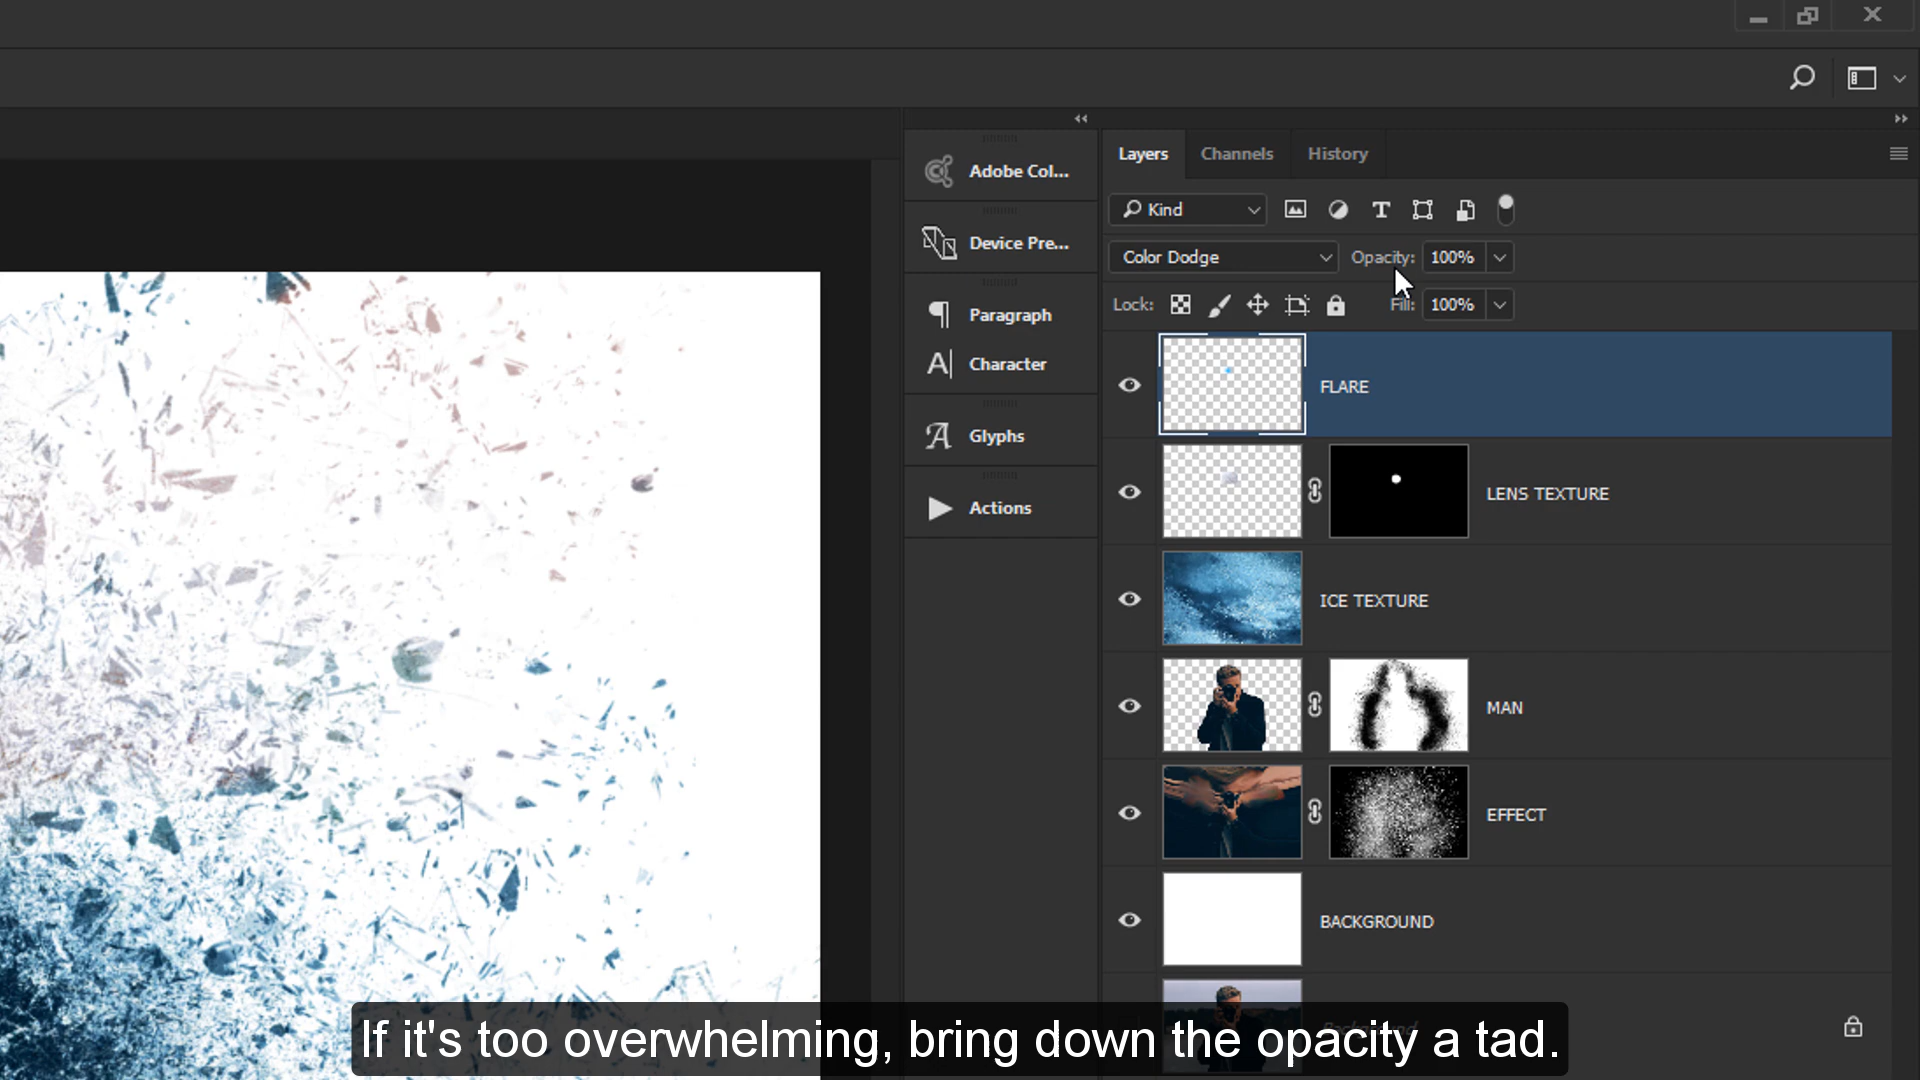 Layers
Channels
History
Adobe Col...
Kind
Device Pre...
Color Dodge
Opacity:
100%
Lock:
Fill:
100%
Paragraph
Character
Glyphs
Actions
FLARE
LENS TEXTURE
ICE TEXTURE
MAN
EFFECT
BACKGROUND
Background
If it's too overwhelming, bring down the opacity a tad.